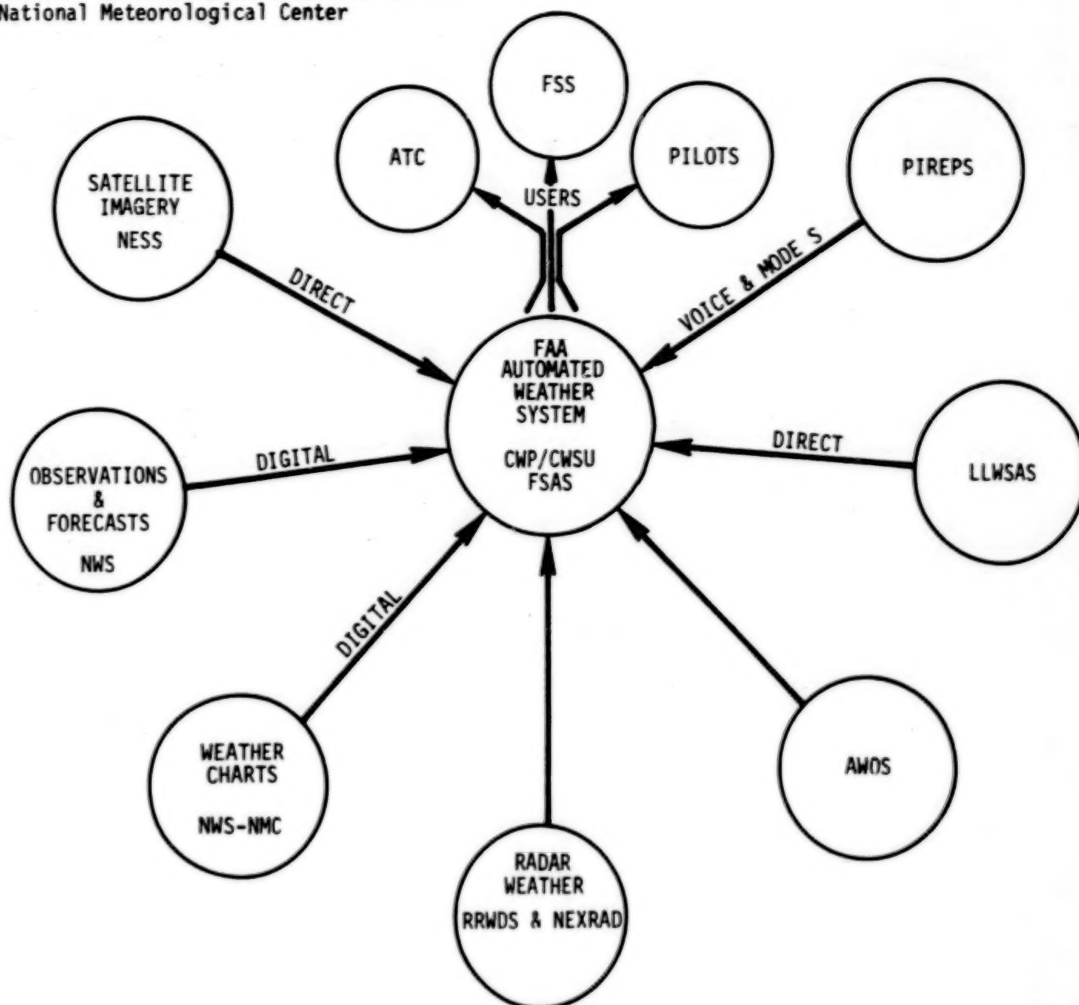 National Meteorological Center
FSS
ATC
PILOTS
PIREPS
SATELLITE
IMAGERY
NESS
USERS
DIRECT
VOICE & MODE S
FAA
AUTOMATED
WEATHER
SYSTEM
CWP/CWSU
FSAS
DIRECT
LLWSAS
OBSERVATIONS
&
FORECASTS
NWS
DIGITAL
DIGITAL
WEATHER
CHARTS
NWS-NMC
AWOS
RADAR
WEATHER
RRWDS & NEXRAD